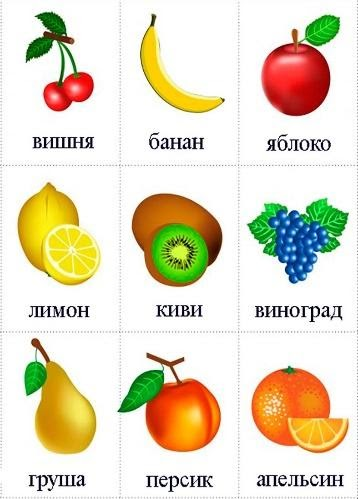 вишня
банан
яблоко
лимон
киви
виноград
груша
персик
апельсин